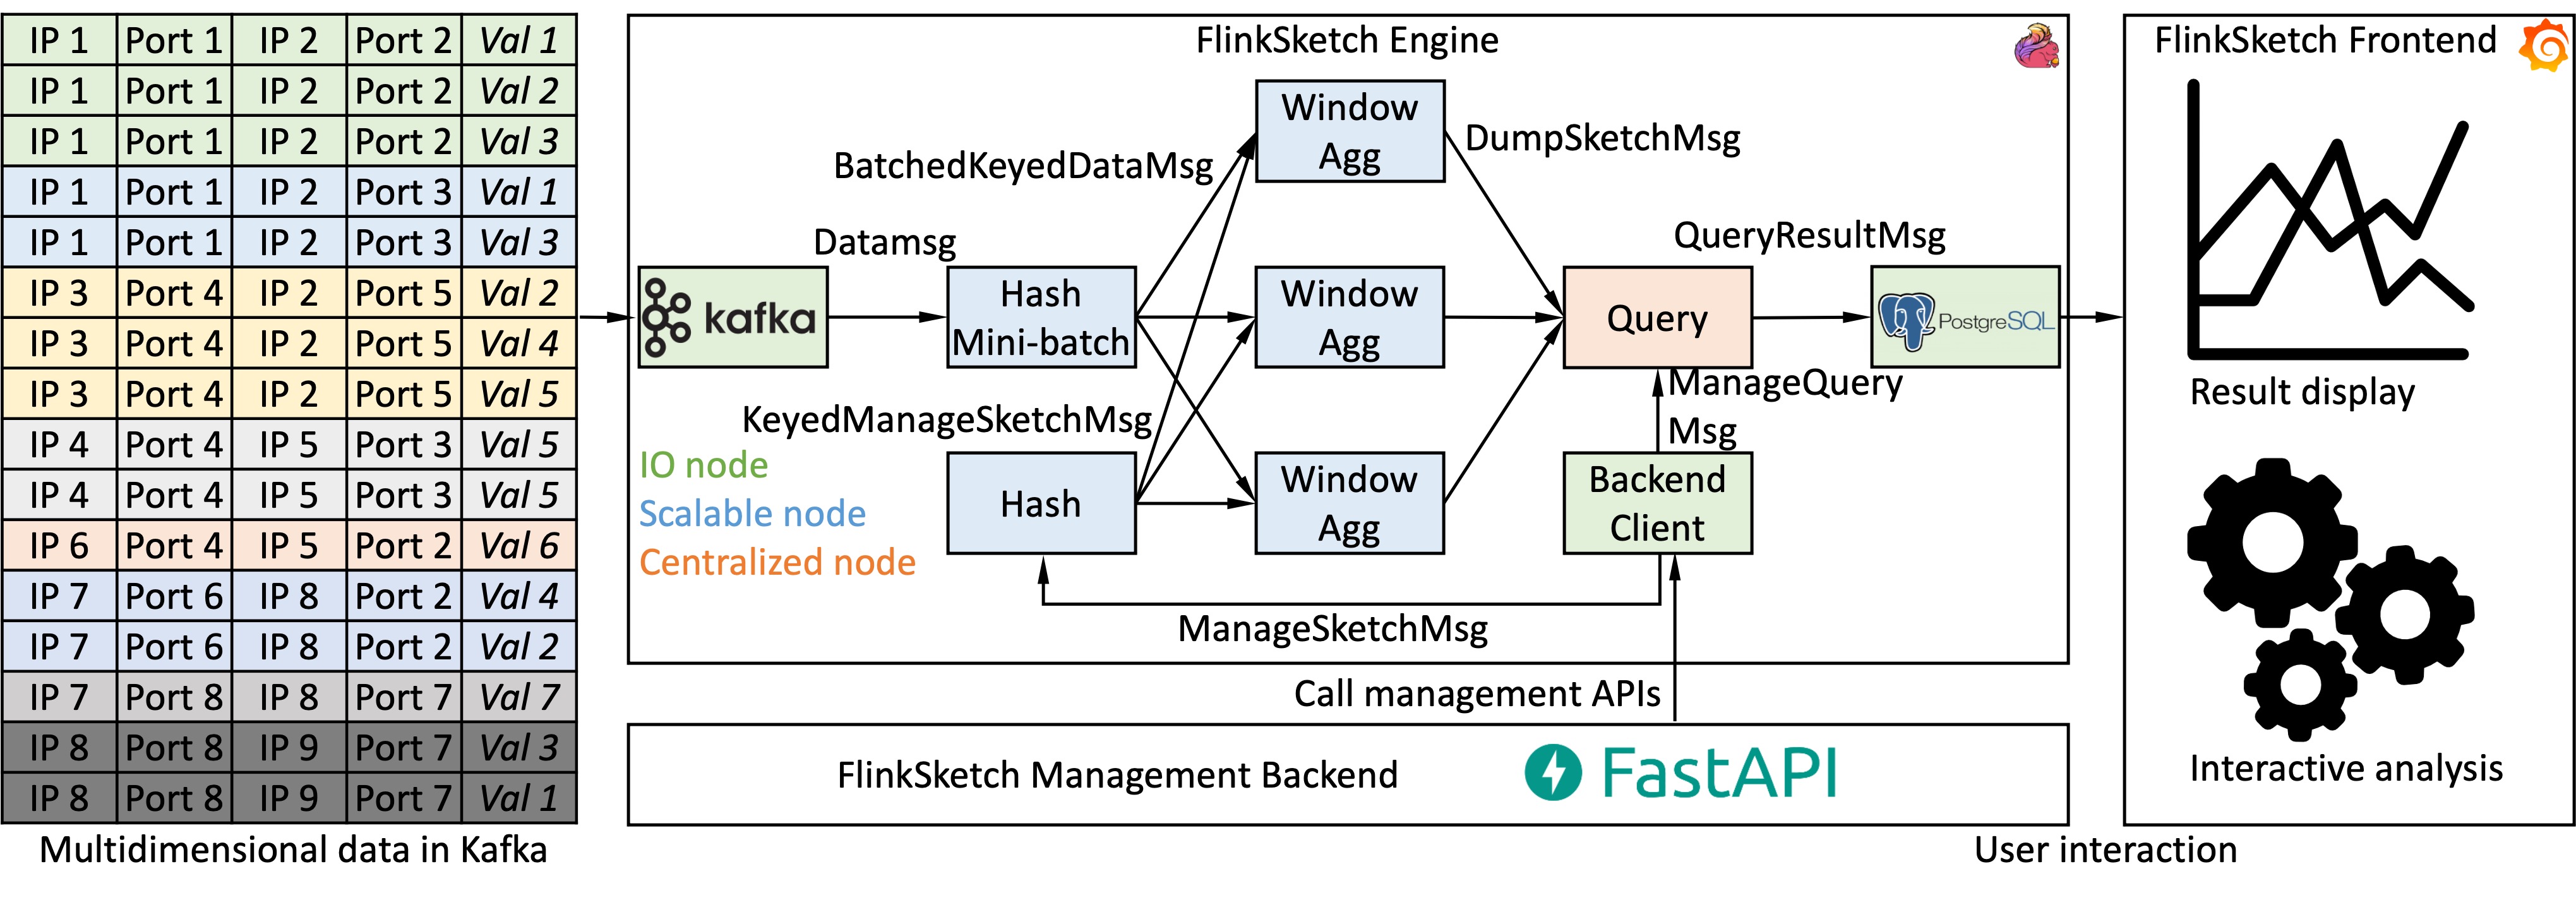 IP 1 Port 1 IP 2 Port 2 Val 1
IP 1 Port 1 IP 2 Port 2 Val 2
IP 1 Port 1 IP 2 Port 2 Val 3
IP 1 Port 1 IP 2 Port 3 Val 1
IP 1 Port 1 IP 2 Port 3 Val 3
IP 3 Port 4 IP 2 Port 5 Val 2
IP 3 Port 4 IP 2 Port 5 Val 4
IP 3 Port 4 IP 2 Port 5 Val 5
IP 4 Port 4 IP 5 Port 3 Val 5
IP 4 Port 4 IP 5 Port 3 Val 5
IP 6 Port 4 IP 5 Port 2 Val 6
IP 7 Port 6 IP 8 Port 2 Val 4
IP 7 Port 6 IP 8 Port 2 Val 2
IP 7 Port 8 IP 8 Port 7 Val 7
IP 8 Port 8 IP 9 Port 7 Val 3
IP 8 Port 8 IP 9 Port 7 Val 1
Multidimensional data in Kafka
FlinkSketch Engine
kafka
Datamsg
Hash
Mini-batch
BatchedKeyedDataMsg
Window
Agg
DumpSketchMsg
Window
Agg
KeyedManageSketchMsg
Hash
Window
Agg
Query
QueryResultMsg
PostgreSQL
ManageQuery
Msg
Backend
Client
IO node
Scalable node
Centralized node
ManageSketchMsg
Call management APIs
FlinkSketch Management Backend
FastAPI
FlinkSketch Frontend
Result display
Interactive analysis
User interaction